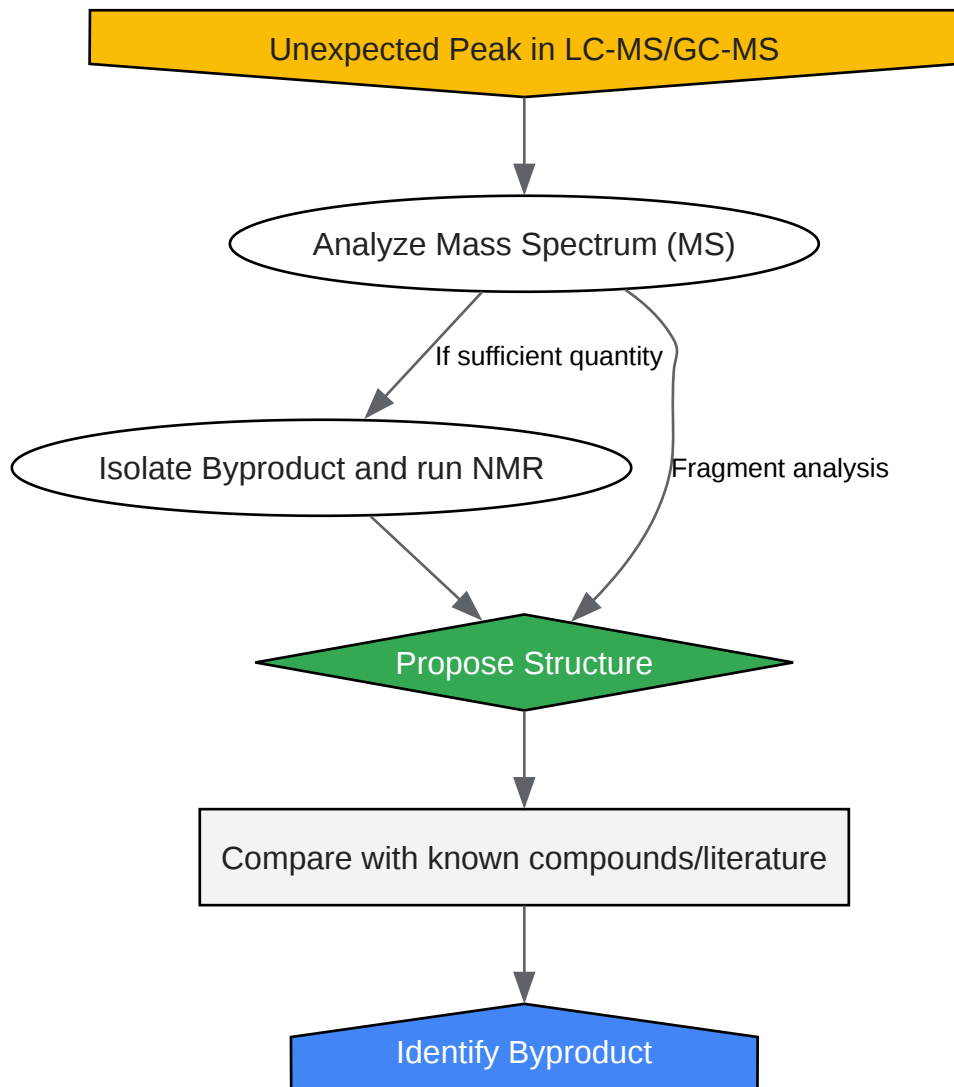 Unexpected Peak in LC-MS/GC-MS
Analyze Mass Spectrum (MS)
If sufficient quantity
Isolate Byproduct and run NMR
Fragment analysis
Propose Structure
Compare with known compounds/literature
Identify Byproduct